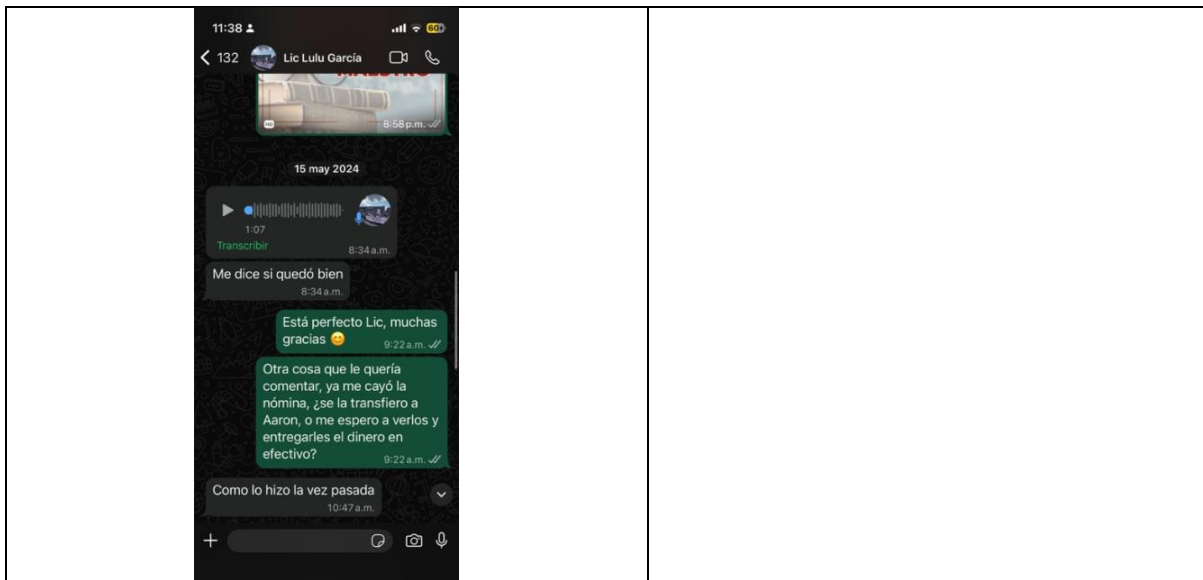 11:38
60
132 Lic Lulu García
MAESTRO
HD
8:58 p.m.
15 may 2024
1:07
Transcribir
8:34 a.m.
Me dice si quedó bien
8:34 a.m.
Está perfecto Lic, muchas
gracias 😊
9:22 a.m.
Otra cosa que le quería
comentar, ya me cayó la
nómina, ¿se la transfiero a
Aaron, o me espero a verlos y
entregarles el dinero en
efectivo?
9:22 a.m.
Como lo hizo la vez pasada
10:47 a.m.